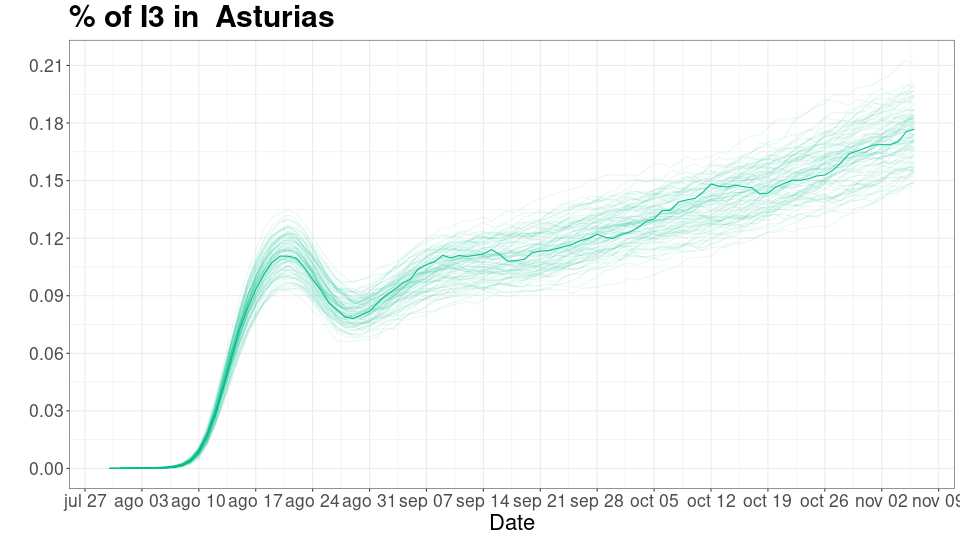 % of I3 in  Asturias
0.21
0.18
0.15
0.12
0.09
0.06
0.03
0.00
jul 27 ago 03 ago 10 ago 17 ago 24 ago 31 sep 07 sep 14 sep 21 sep 28 oct 05 oct 12 oct 19 oct 26 nov 02 nov 09
Date